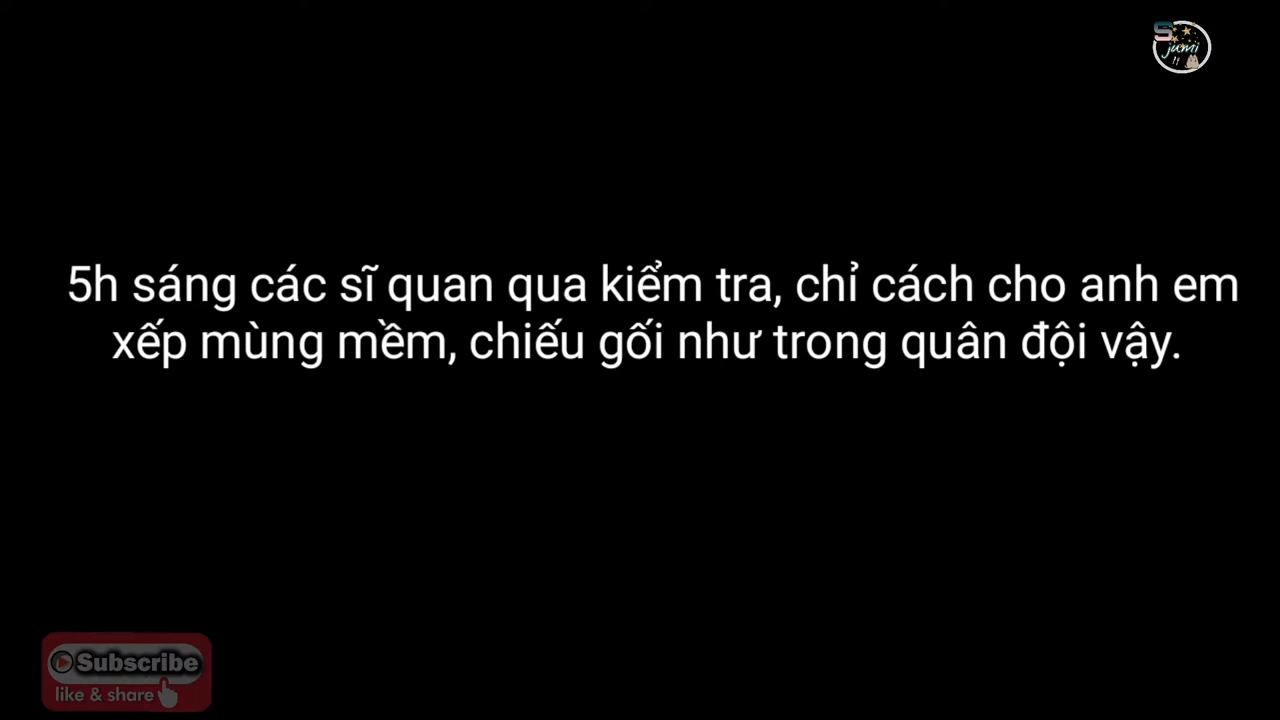 jumi
5h sáng các sĩ quan qua kiểm tra, chỉ cách cho anh em
xếp mùng mềm, chiếu gối như trong quân đội vậy.
Subscribe
like & share